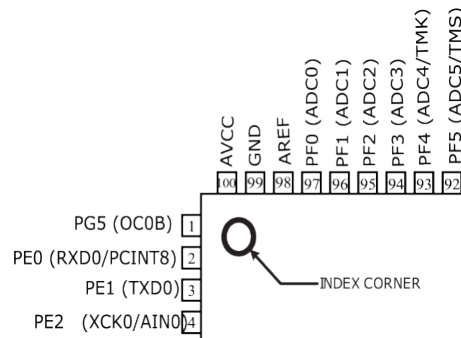 AVCC
GND
AREF
PF0 (ADC0)
PF1 (ADC1)
PF2 (ADC2)
PF3 (ADC3)
PF4 (ADC4/TMK)
PF5 (ADC5/TMS)
100 99 98 97 96 95 94 93 92
PG5 (OC0B) 1
PE0 (RXD0/PCINT8) 2
PE1 (TXD0) 3
INDEX CORNER
PE2 (XCK0/AIN0) 4